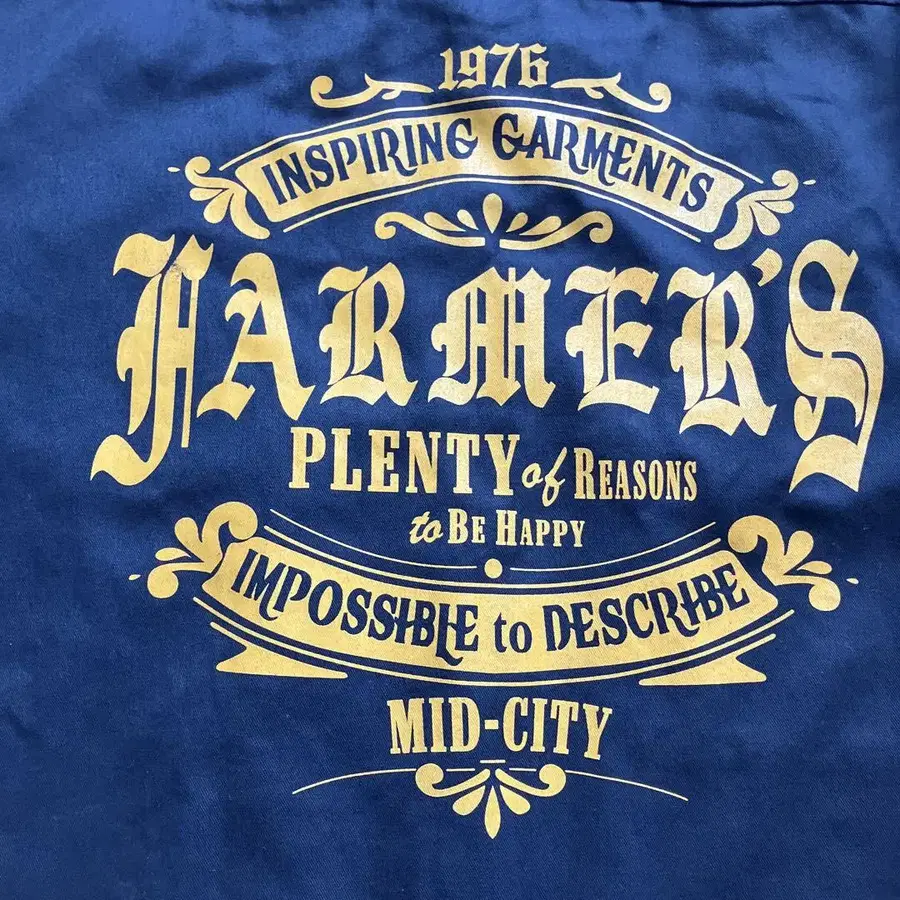 1976
INSPIRING GARMENTS
FARMER'S
PLENTY of REASONS
to BE HAPPY
IMPOSSIBLE to DESCRIBE
MID-CITY